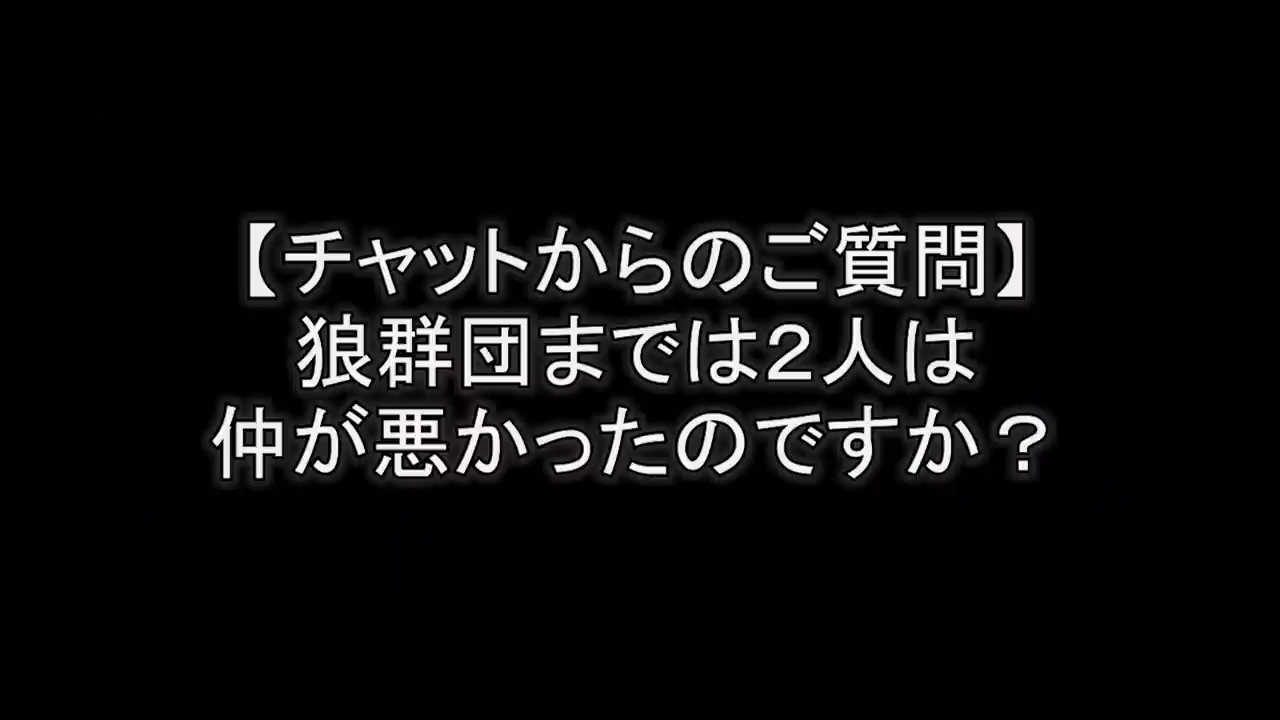 【チャットからのご質問】
狼群団までは２人は
仲が悪かったのですか？